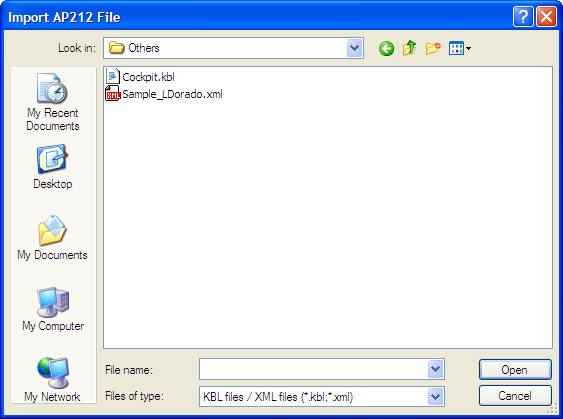 Import AP212 File
Look in: Others
Cockpit.kbl
XML Sample_LDorado.xml
My Recent
Documents
Desktop
My Documents
My Computer
My Network
File name: Open
Files of type: KBL files / XML files (*.kbl;*.xml) Cancel